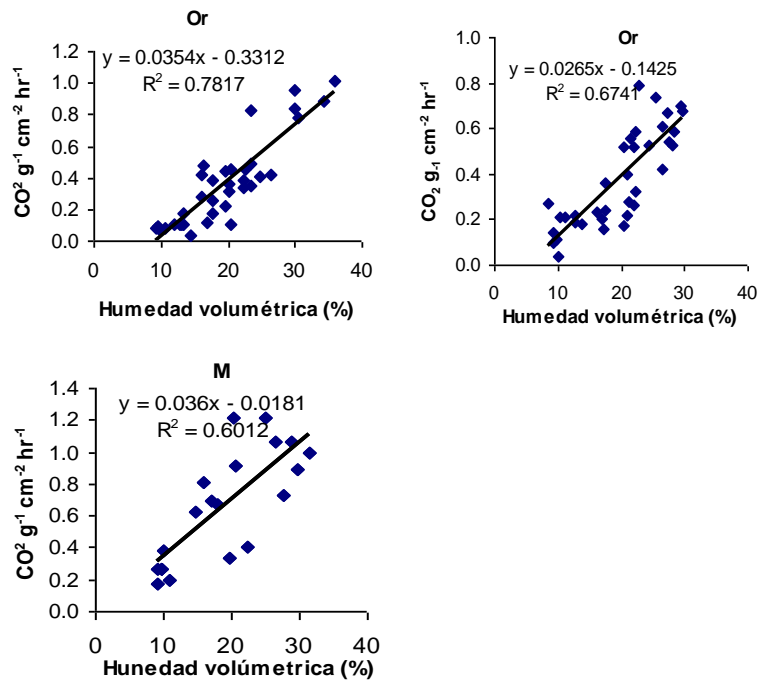 Or
y = 0.0354x - 0.3312
R² = 0.7817
CO² g⁻¹ cm⁻² hr⁻¹
1.2
1.0
0.8
0.6
0.4
0.2
0.0
0 10 20 30 40
Humedad volumétrica (%)
Or
y = 0.0265x - 0.1425
R² = 0.6741
CO₂ g₋₁ cm⁻² hr⁻¹
1.0
0.8
0.6
0.4
0.2
0.0
0 10 20 30 40
Humedad volumétrica (%)
M
y = 0.036x - 0.0181
R² = 0.6012
CO² g⁻¹ cm⁻² hr⁻¹
1.4
1.2
1.0
0.8
0.6
0.4
0.2
0.0
0 10 20 30 40
Hunedad volúmetrica (%)